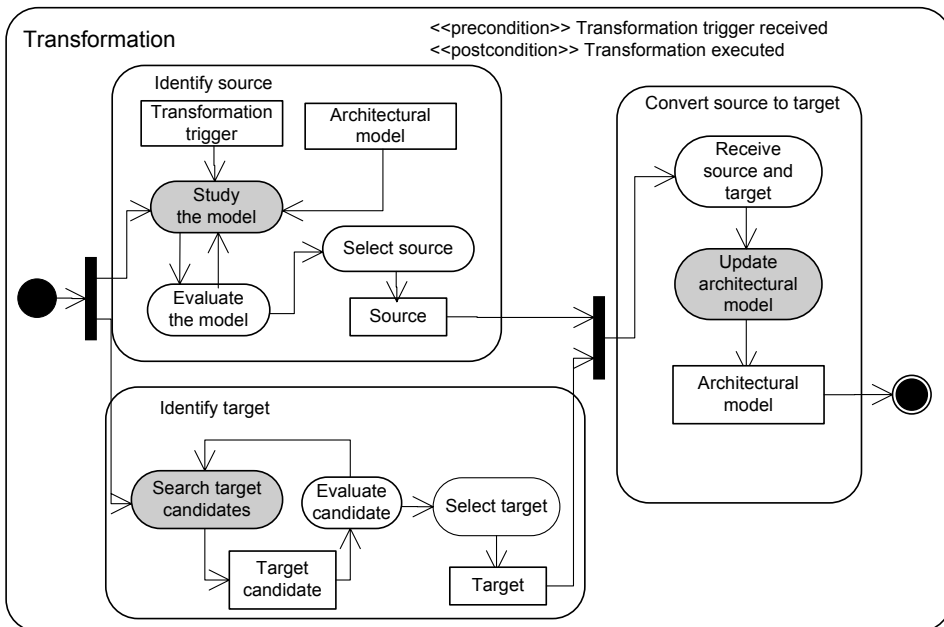 Transformation
<<precondition>> Transformation trigger received
<<postcondition>> Transformation executed
Identify source
Transformation
trigger
Architectural
model
Study
the model
Select source
Evaluate
the model
Source
Convert source to target
Receive
source and
target
Update
architectural
model
Architectural
model
Identify target
Search target
candidates
Evaluate
candidate
Select target
Target
candidate
Target